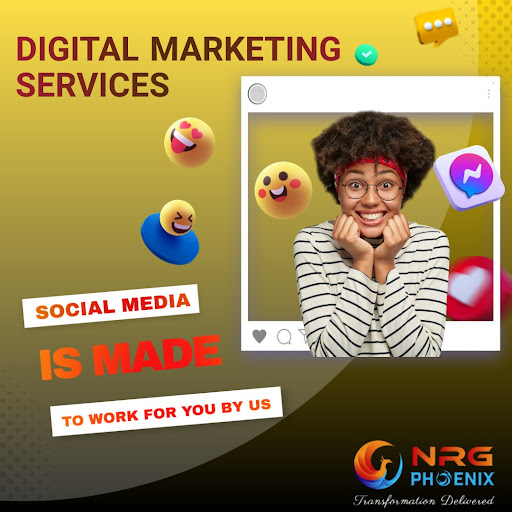 DIGITAL MARKETING
SERVICES
SOCIAL MEDIA
IS MADE
TO WORK FOR YOU BY US
NRG
PHOENIX
Transformation Delivered